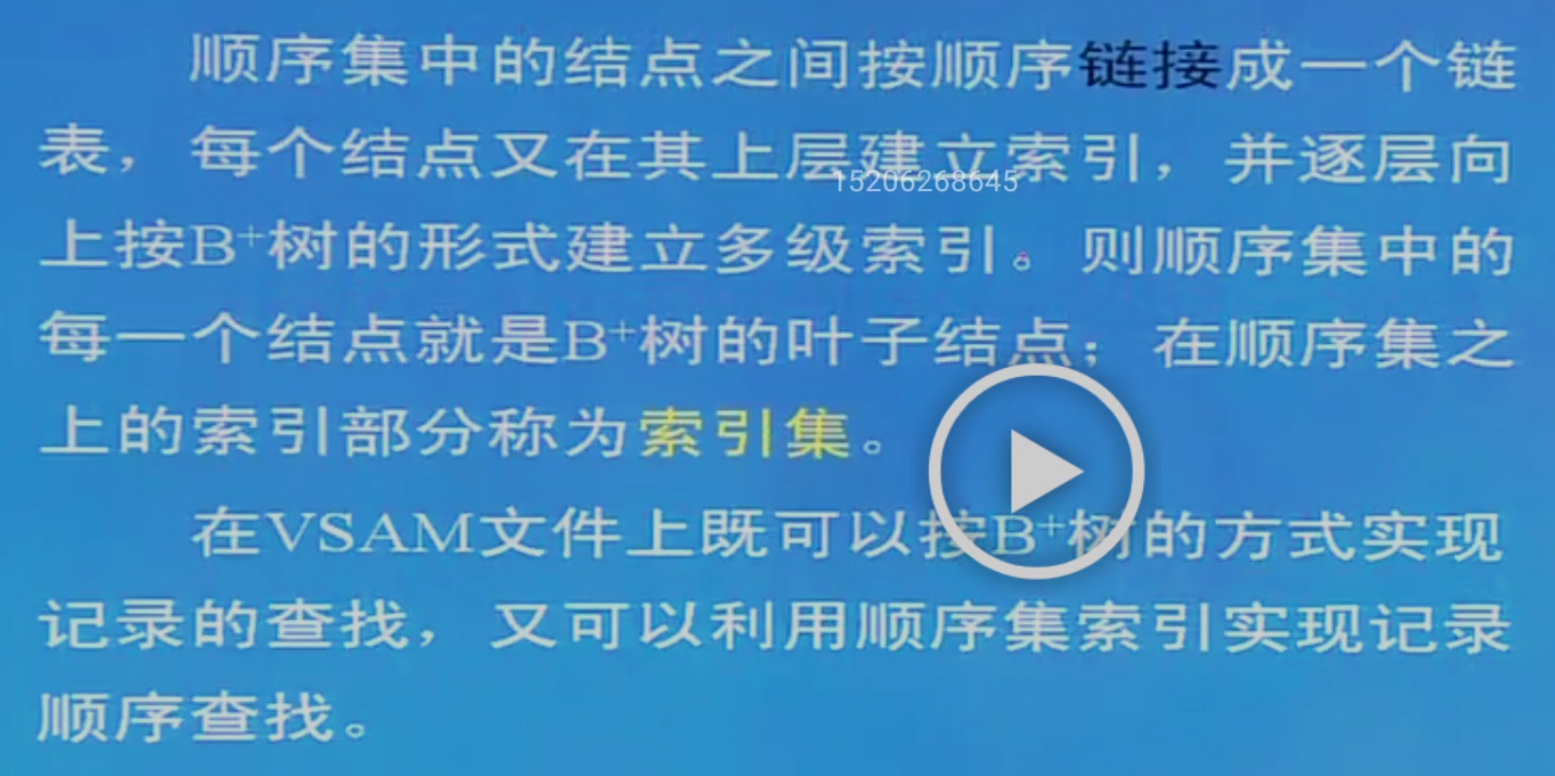 顺序集中的结点之间按顺序链接成一个链
表，每个结点又在其上层建立索引，并逐层向
15206268645
上按B⁺树的形式建立多级索引。则顺序集中的
每一个结点就是B⁺树的叶子结点；在顺序集之
上的索引部分称为索引集。
在VSAM文件上既可以按B⁺树的方式实现
记录的查找，又可以利用顺序集索引实现记录
顺序查找。